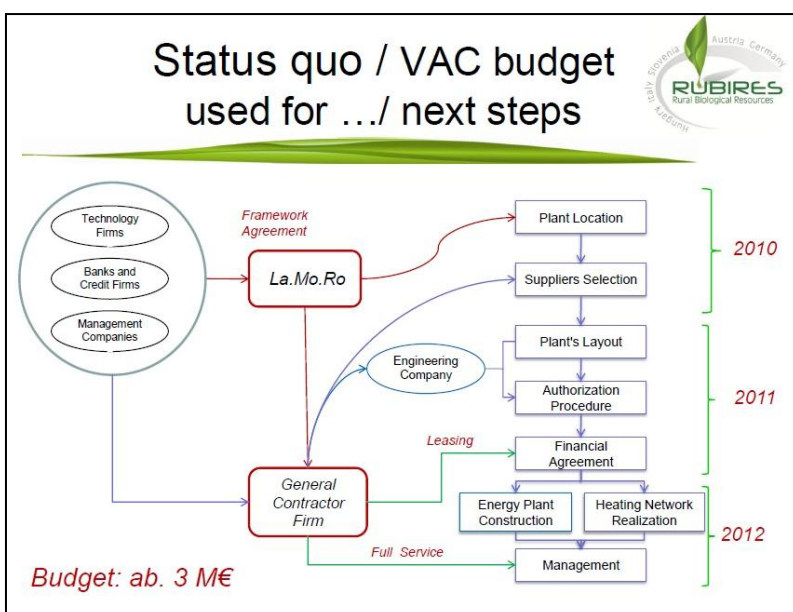 Status quo / VAC budget
used for .../ next steps
Hungary Italy Slovenia Austria Germany
RUBIRES
Rural Biological Resources
Technology
Firms
Banks and
Credit Firms
Management
Companies
Framework
Agreement
La.Mo.Ro
Plant Location
Suppliers Selection
2010
Engineering
Company
Plant's Layout
Authorization
Procedure
2011
Leasing
Financial
Agreement
General
Contractor
Firm
Energy Plant
Construction
Heating Network
Realization
2012
Full Service
Management
Budget: ab. 3 M€